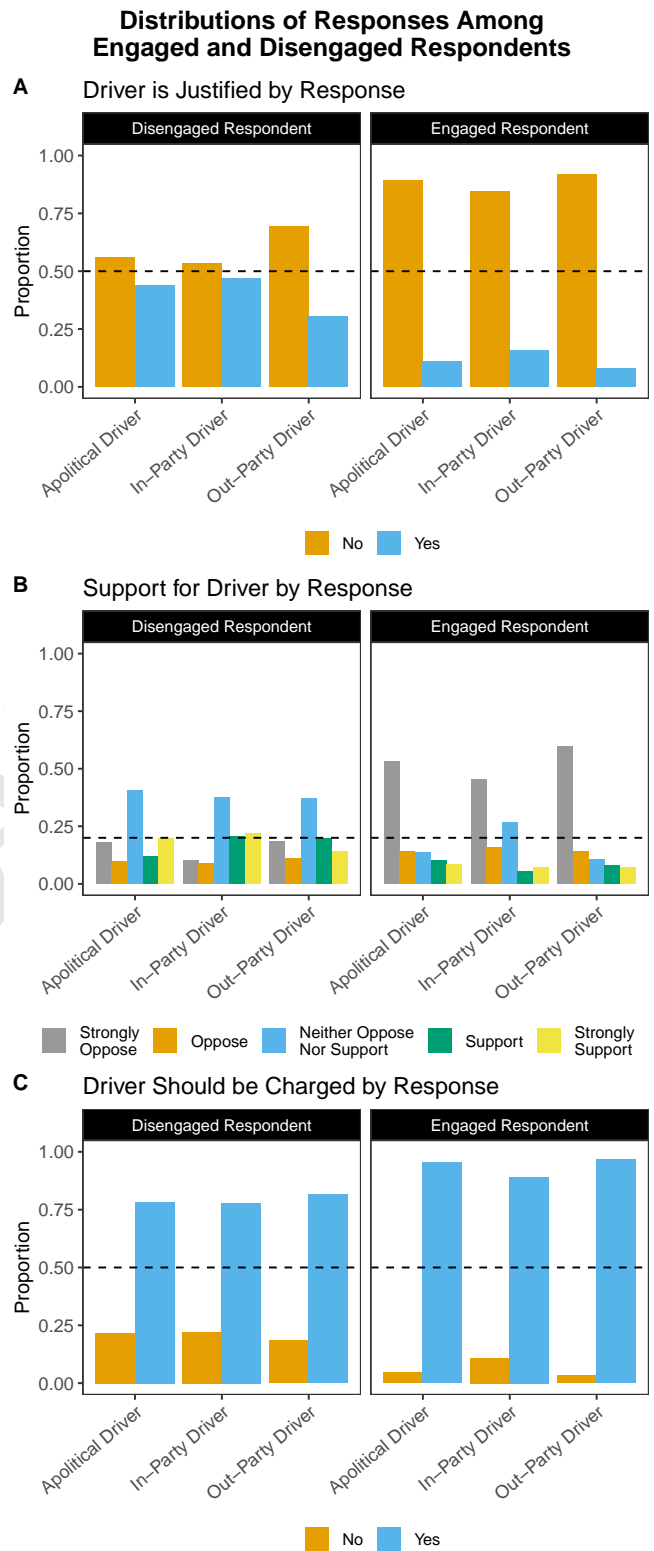 Distributions of Responses Among
Engaged and Disengaged Respondents
A Driver is Justified by Response
Disengaged Respondent Engaged Respondent
Proportion
1.00
0.75
0.50
0.25
0.00
Apolitical Driver In−Party Driver Out−Party Driver Apolitical Driver In−Party Driver Out−Party Driver
No Yes
B Support for Driver by Response
Disengaged Respondent Engaged Respondent
Proportion
1.00
0.75
0.50
0.25
0.00
Apolitical Driver In−Party Driver Out−Party Driver Apolitical Driver In−Party Driver Out−Party Driver
Strongly
Oppose
Oppose
Neither Oppose
Nor Support
Support
Strongly
Support
C Driver Should be Charged by Response
Disengaged Respondent Engaged Respondent
Proportion
1.00
0.75
0.50
0.25
0.00
Apolitical Driver In−Party Driver Out−Party Driver Apolitical Driver In−Party Driver Out−Party Driver
No Yes